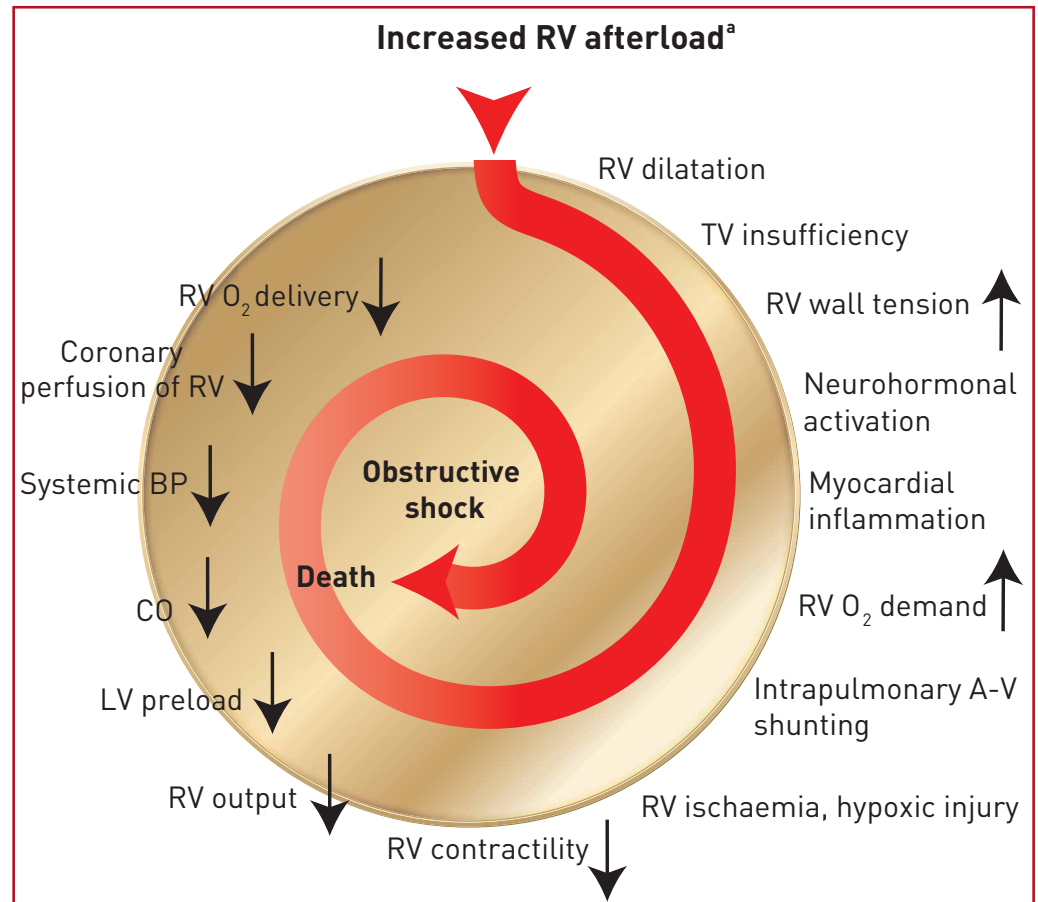 Increased RV afterloadᵃ
RV dilatation
TV insufficiency
RV wall tension
Neurohormonal
activation
Myocardial
inflammation
RV O₂ demand
Intrapulmonary A-V
shunting
RV ischaemia, hypoxic injury
RV contractility
RV output
LV preload
CO
Systemic BP
Coronary
perfusion of RV
RV O₂ delivery
Obstructive
shock
Death